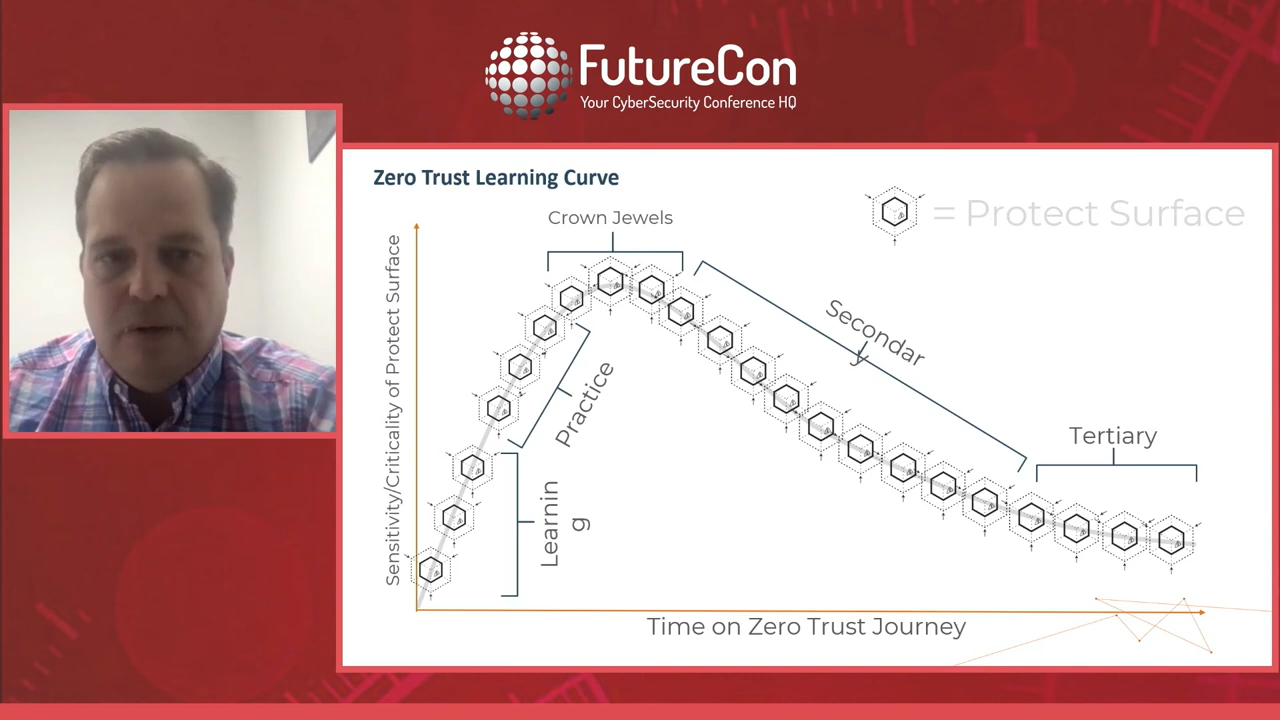 FutureCon
Your CyberSecurity Conference HQ
Zero Trust Learning Curve
= Protect Surface
Crown Jewels
Sensitivity/Criticality of Protect Surface
Secondar
y
Practice
Tertiary
Learnin
g
Time on Zero Trust Journey